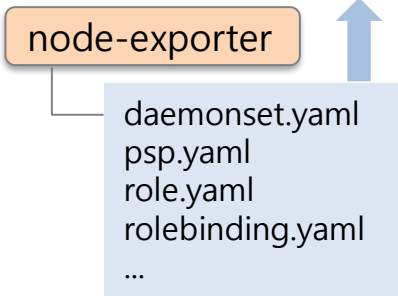 node-exporter
daemonset.yaml
psp.yaml
role.yaml
rolebinding.yaml
...